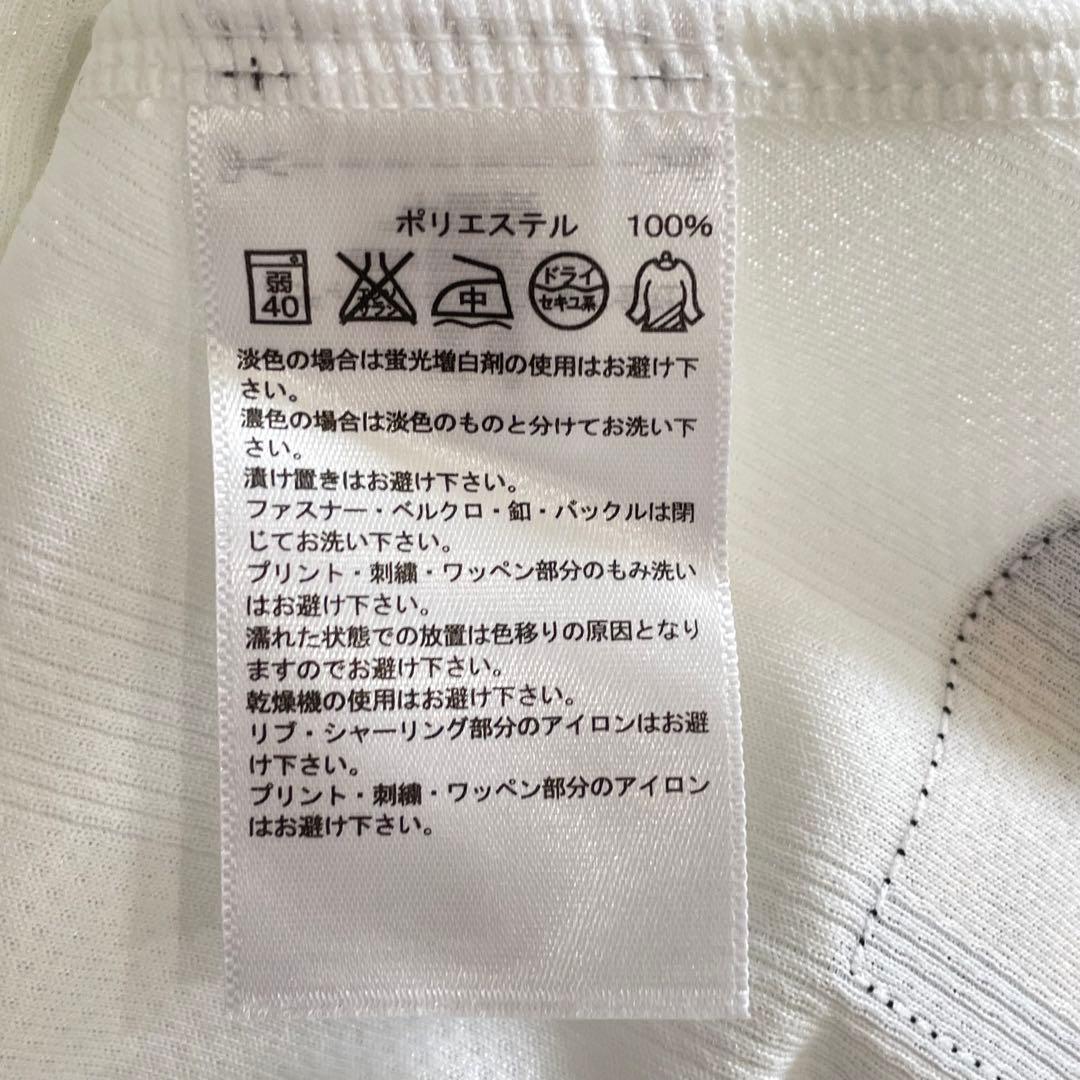 ポリエステル 100%
弱 40
エンソ サラシ
中
ドライ セキユ系
淡色の場合は蛍光増白剤の使用はお避け下
さい。
濃色の場合は淡色のものと分けてお洗い下
さい。
漬け置きはお避け下さい。
ファスナー・ベルクロ・釦・バックルは閉
じてお洗い下さい。
プリント・刺繍・ワッペン部分のもみ洗い
はお避け下さい。
濡れた状態での放置は色移りの原因となり
ますのでお避け下さい。
乾燥機の使用はお避け下さい。
リブ・シャーリング部分のアイロンはお避
け下さい。
プリント・刺繍・ワッペン部分のアイロン
はお避け下さい。